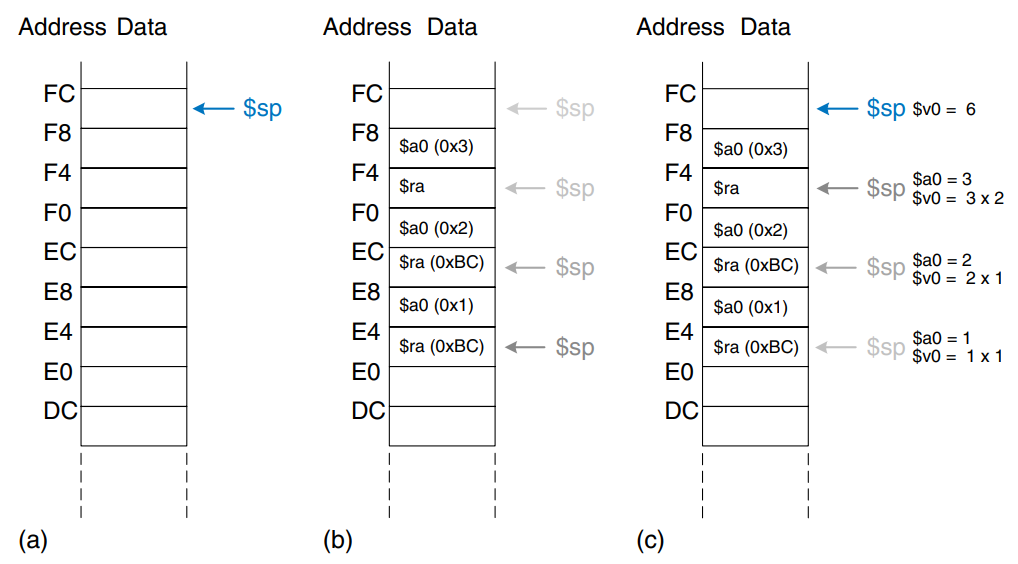 Address Data
FC
F8
F4
F0
EC
E8
E4
E0
DC
$sp
(a)
Address Data
FC
F8
F4
F0
EC
E8
E4
E0
DC
$a0 (0x3)
$ra
$a0 (0x2)
$ra (0xBC)
$a0 (0x1)
$ra (0xBC)
$sp
$sp
$sp
$sp
(b)
Address Data
FC
F8
F4
F0
EC
E8
E4
E0
DC
$a0 (0x3)
$ra
$a0 (0x2)
$ra (0xBC)
$a0 (0x1)
$ra (0xBC)
$sp $v0 = 6
$sp $a0 = 3
$v0 = 3 x 2
$sp $a0 = 2
$v0 = 2 x 1
$sp $a0 = 1
$v0 = 1 x 1
(c)